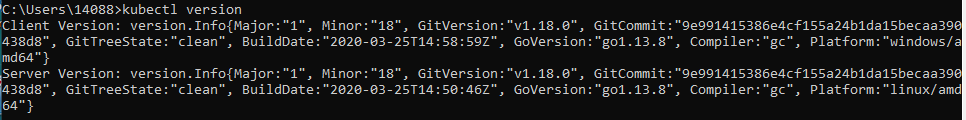 C:\Users\14088>kubectl version
Client Version: version.Info{Major:"1", Minor:"18", GitVersion:"v1.18.0", GitCommit:"9e991415386e4cf155a24b1da15becaa390
438d8", GitTreeState:"clean", BuildDate:"2020-03-25T14:58:59Z", GoVersion:"go1.13.8", Compiler:"gc", Platform:"windows/a
md64"}
Server Version: version.Info{Major:"1", Minor:"18", GitVersion:"v1.18.0", GitCommit:"9e991415386e4cf155a24b1da15becaa390
438d8", GitTreeState:"clean", BuildDate:"2020-03-25T14:50:46Z", GoVersion:"go1.13.8", Compiler:"gc", Platform:"linux/amd
64"}